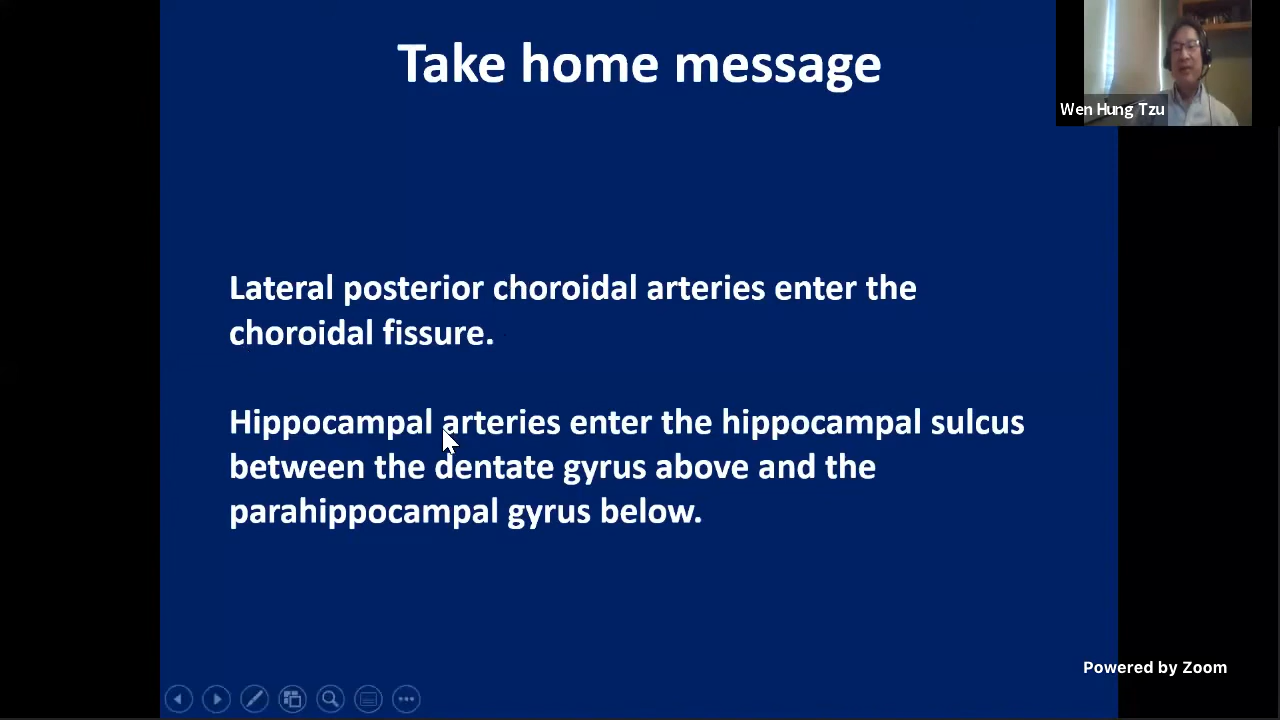 Take home message
Wen Hung Tzu
Lateral posterior choroidal arteries enter the
choroidal fissure.
Hippocampal arteries enter the hippocampal sulcus
between the dentate gyrus above and the
parahippocampal gyrus below.
Powered by Zoom